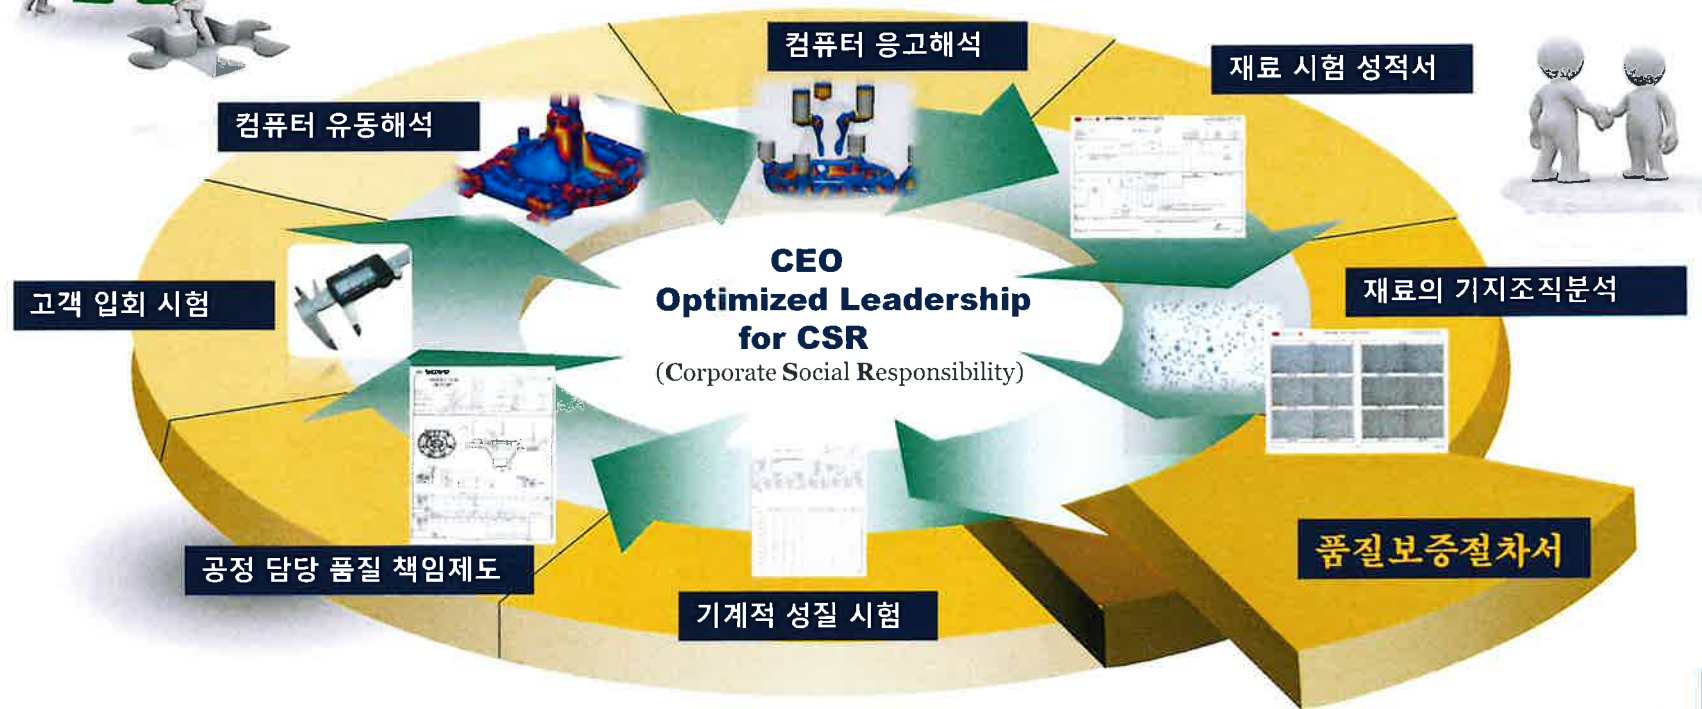 컴퓨터 응고해석
재료 시험 성적서
컴퓨터 유동해석
고객 입회 시험
CEO
Optimized Leadership
for CSR
(Corporate Social Responsibility)
재료의 기지조직분석
품질보증절차서
공정 담당 품질 책임제도
기계적 성질 시험